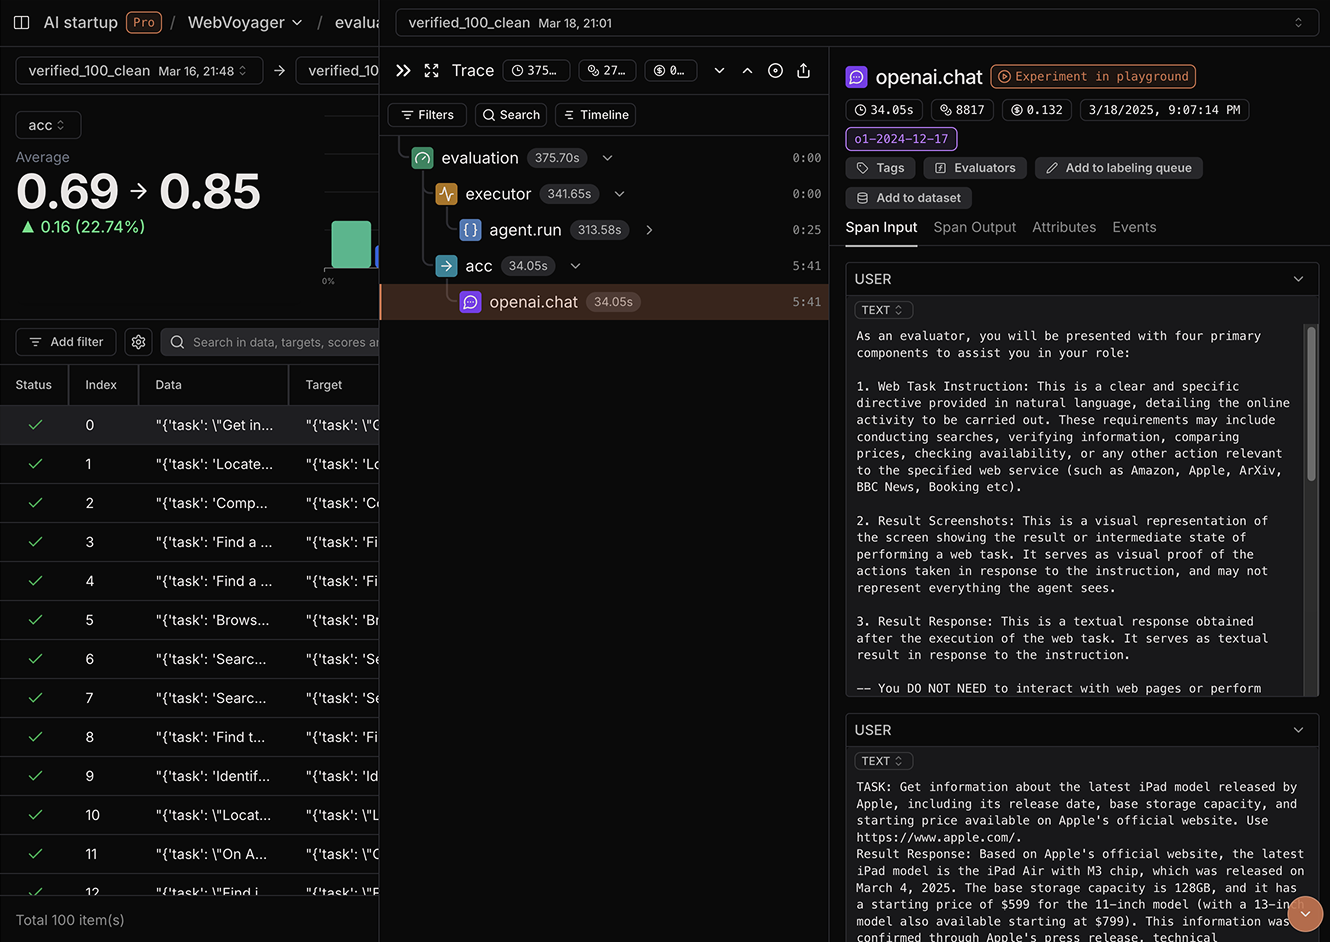 AI startup Pro / WebVoyager / evalua
verified_100_clean Mar 16, 21:48 → verified_10
acc
Average
0.69 → 0.85
▲ 0.16 (22.74%)
0%
Add filter
Search in data, targets, scores an
Status Index Data Target
0 "{'task': \"Get in... "{'task': \"G
1 "{'task': 'Locate... "{'task': 'Lo
2 "{'task': 'Comp... "{'task': 'Co
3 "{'task': 'Find a ... "{'task': 'Fi
4 "{'task': 'Find a ... "{'task': 'Fi
5 "{'task': 'Brows... "{'task': 'Br
6 "{'task': 'Searc... "{'task': 'Se
7 "{'task': 'Searc... "{'task': 'Se
8 "{'task': 'Find t... "{'task': 'Fi
9 "{'task': 'Identif... "{'task': 'Id
10 "{'task': \"Locat... "{'task': \"L
11 "{'task': \"On A... "{'task': \"O
12 "{'task': \"Find i "{'task': \"F
Total 100 item(s)
verified_100_clean Mar 18, 21:01
Trace 375... 27... 0...
Filters Search Timeline
evaluation 375.70s 0:00
executor 341.65s 0:00
agent.run 313.58s 0:25
acc 34.05s 5:41
openai.chat 34.05s 5:41
openai.chat Experiment in playground
34.05s 8817 0.132 3/18/2025, 9:07:14 PM
o1-2024-12-17
Tags Evaluators Add to labeling queue
Add to dataset
Span Input Span Output Attributes Events
USER
TEXT
As an evaluator, you will be presented with four primary
components to assist you in your role:
1. Web Task Instruction: This is a clear and specific
directive provided in natural language, detailing the online
activity to be carried out. These requirements may include
conducting searches, verifying information, comparing
prices, checking availability, or any other action relevant
to the specified web service (such as Amazon, Apple, ArXiv,
BBC News, Booking etc).
2. Result Screenshots: This is a visual representation of
the screen showing the result or intermediate state of
performing a web task. It serves as visual proof of the
actions taken in response to the instruction, and may not
represent everything the agent sees.
3. Result Response: This is a textual response obtained
after the execution of the web task. It serves as textual
result in response to the instruction.
-- You DO NOT NEED to interact with web pages or perform
USER
TEXT
TASK: Get information about the latest iPad model released by
Apple, including its release date, base storage capacity, and
starting price available on Apple's official website. Use
https://www.apple.com/.
Result Response: Based on Apple's official website, the latest
iPad model is the iPad Air with M3 chip, which was released on
March 4, 2025. The base storage capacity is 128GB, and it has
a starting price of $599 for the 11-inch model (with a 13-inch
model also available starting at $799). This information was
confirmed through Apple's press release, technical